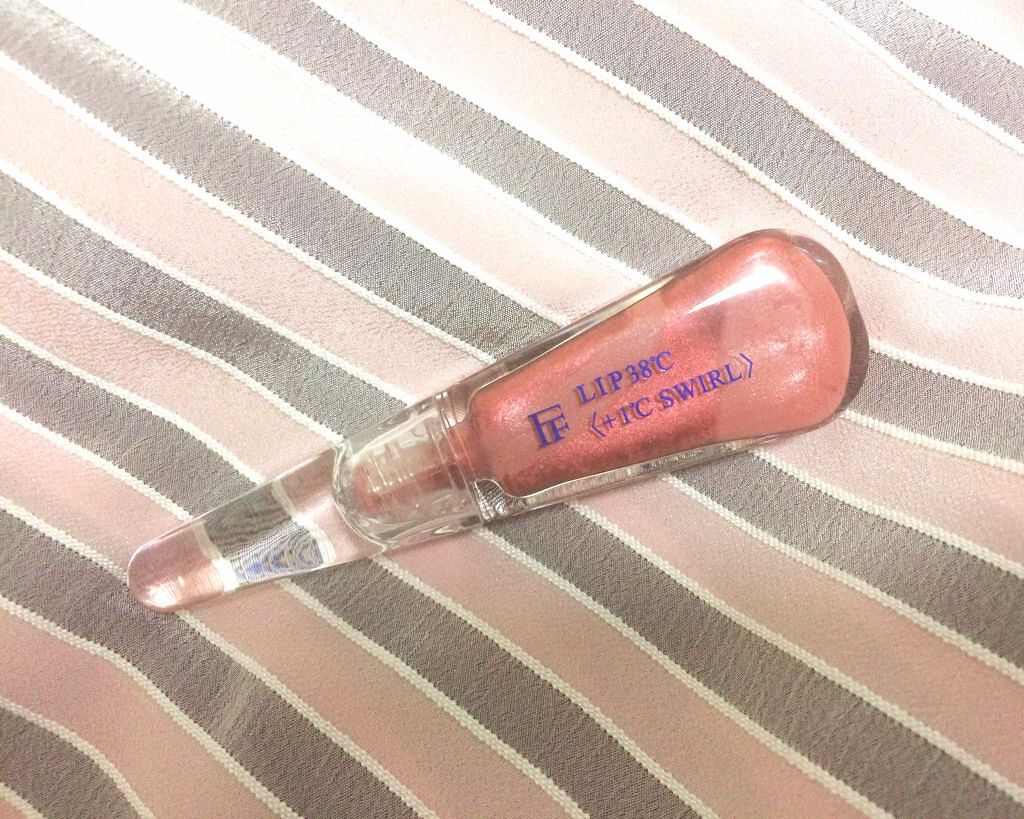 FF
LIP38℃
《+1℃ SWIRL》